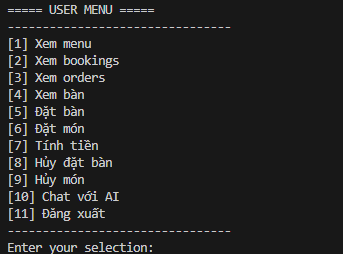 ===== USER MENU =====
--------------------------------
[1] Xem menu
[2] Xem bookings
[3] Xem orders
[4] Xem bàn
[5] Đặt bàn
[6] Đặt món
[7] Tính tiền
[8] Hủy đặt bàn
[9] Hủy món
[10] Chat với AI
[11] Đăng xuất
--------------------------------
Enter your selection: